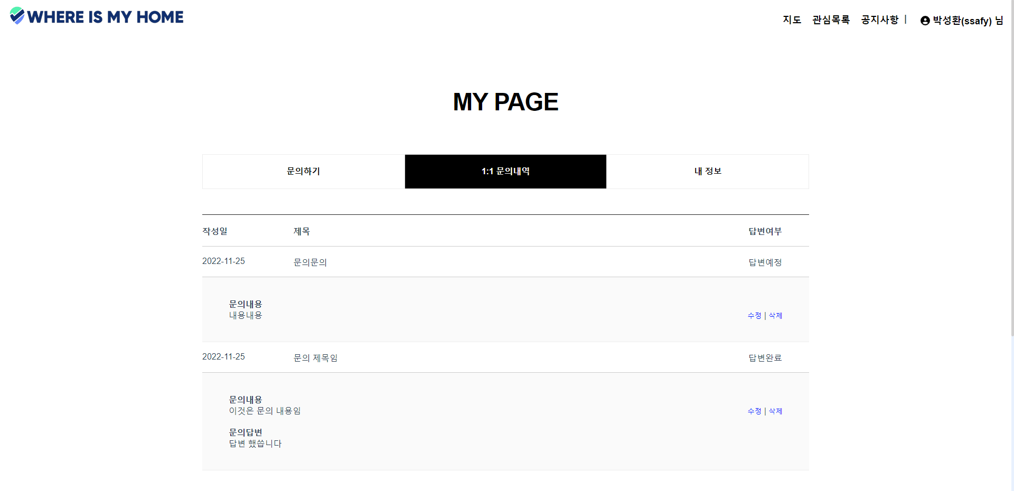 WHERE IS MY HOME
지도 관심목록 공지사항 | 박성환(ssafy) 님
MY PAGE
문의하기 1:1 문의내역 내 정보
작성일 제목 답변여부
2022-11-25 문의문의 답변예정
문의내용
내용내용 수정 | 삭제
2022-11-25 문의 제목임 답변완료
문의내용
이것은 문의 내용임 수정 | 삭제
문의답변
답변 했씁니다